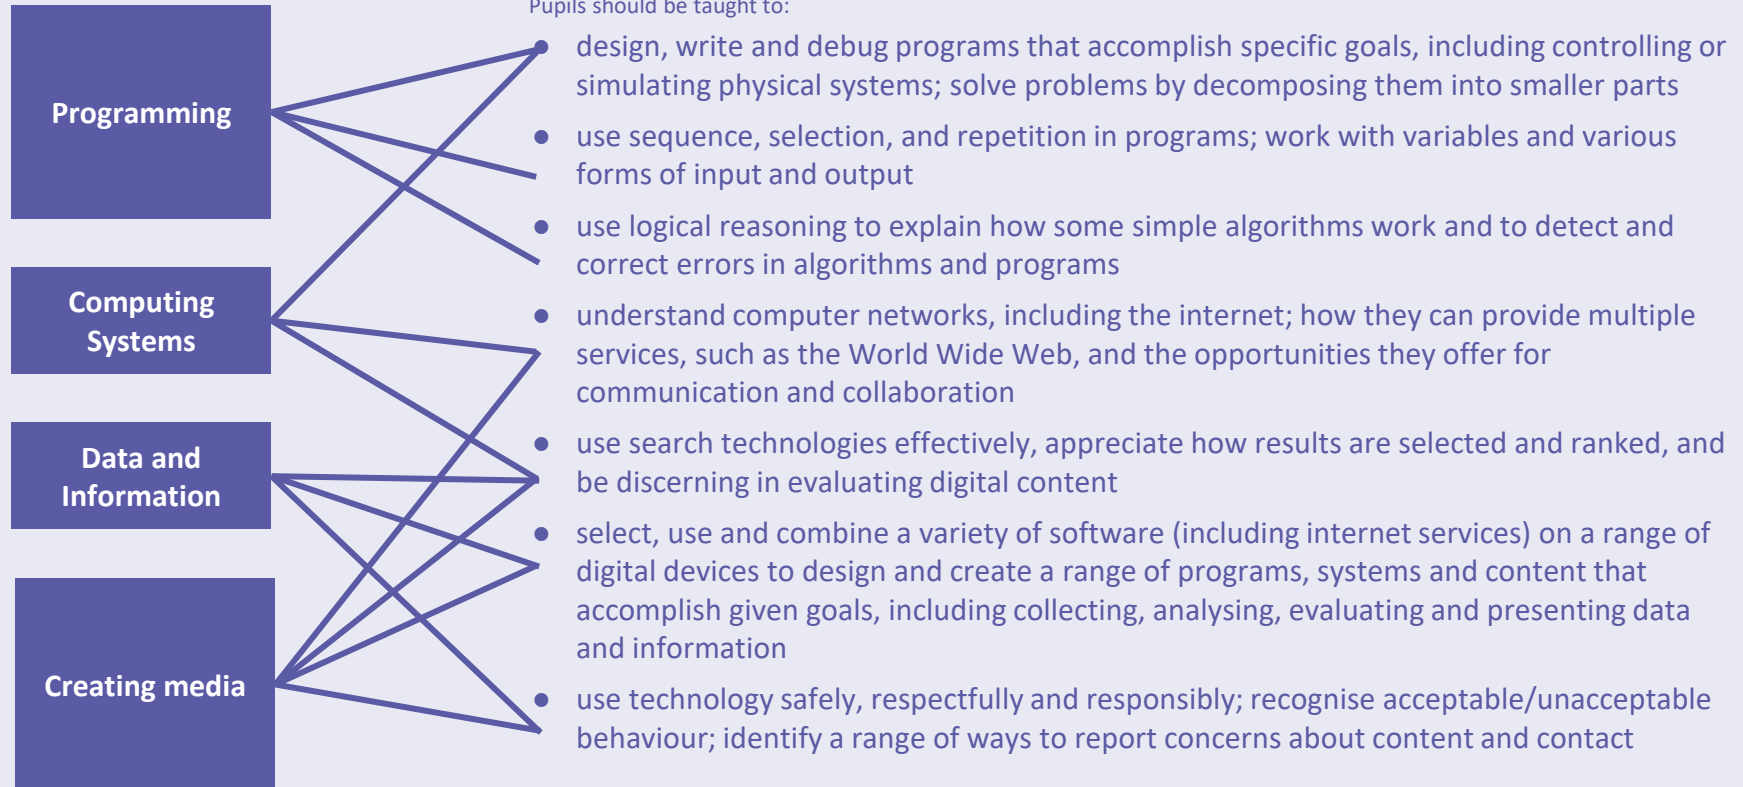 Pupils should be taught to:
Programming
Computing
Systems
Data and
Information
Creating media
● design, write and debug programs that accomplish specific goals, including controlling or
simulating physical systems; solve problems by decomposing them into smaller parts
● use sequence, selection, and repetition in programs; work with variables and various
forms of input and output
● use logical reasoning to explain how some simple algorithms work and to detect and
correct errors in algorithms and programs
● understand computer networks, including the internet; how they can provide multiple
services, such as the World Wide Web, and the opportunities they offer for
communication and collaboration
● use search technologies effectively, appreciate how results are selected and ranked, and
be discerning in evaluating digital content
● select, use and combine a variety of software (including internet services) on a range of
digital devices to design and create a range of programs, systems and content that
accomplish given goals, including collecting, analysing, evaluating and presenting data
and information
● use technology safely, respectfully and responsibly; recognise acceptable/unacceptable
behaviour; identify a range of ways to report concerns about content and contact